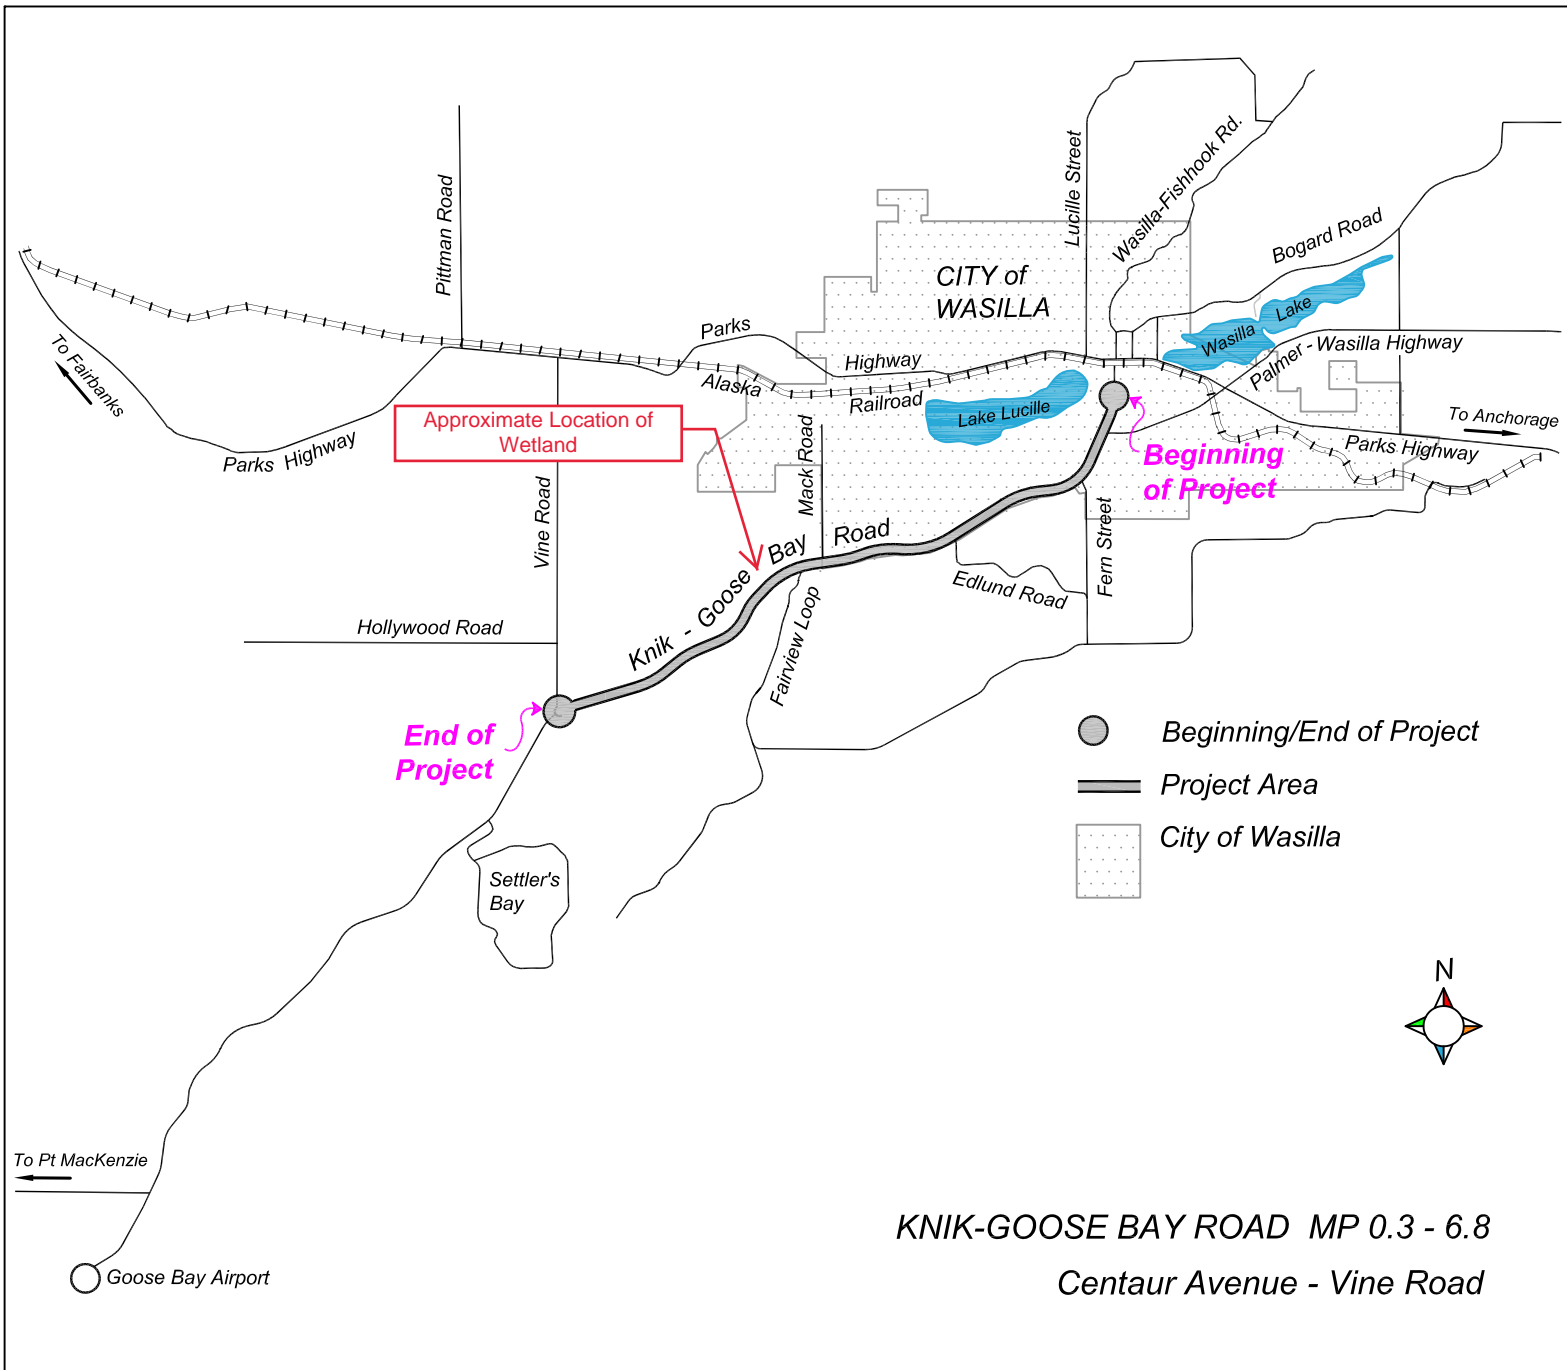 Lucille Street
Wasilla-Fishhook Rd.
Pittman Road
Bogard Road
CITY of
WASILLA
Wasilla
Lake
Parks
Highway
Palmer - Wasilla Highway
To Fairbanks
Alaska
Railroad
Lake Lucille
To Anchorage
Parks Highway
Parks Highway
Approximate Location of
Wetland
Beginning
of Project
Mack Road
Vine Road
Knik - Goose Bay Road
Fern Street
Edlund Road
Fairview Loop
Hollywood Road
End of
Project
Beginning/End of Project
Project Area
City of Wasilla
Settler's
Bay
N
To Pt MacKenzie
Goose Bay Airport
KNIK-GOOSE BAY ROAD MP 0.3 - 6.8
Centaur Avenue - Vine Road